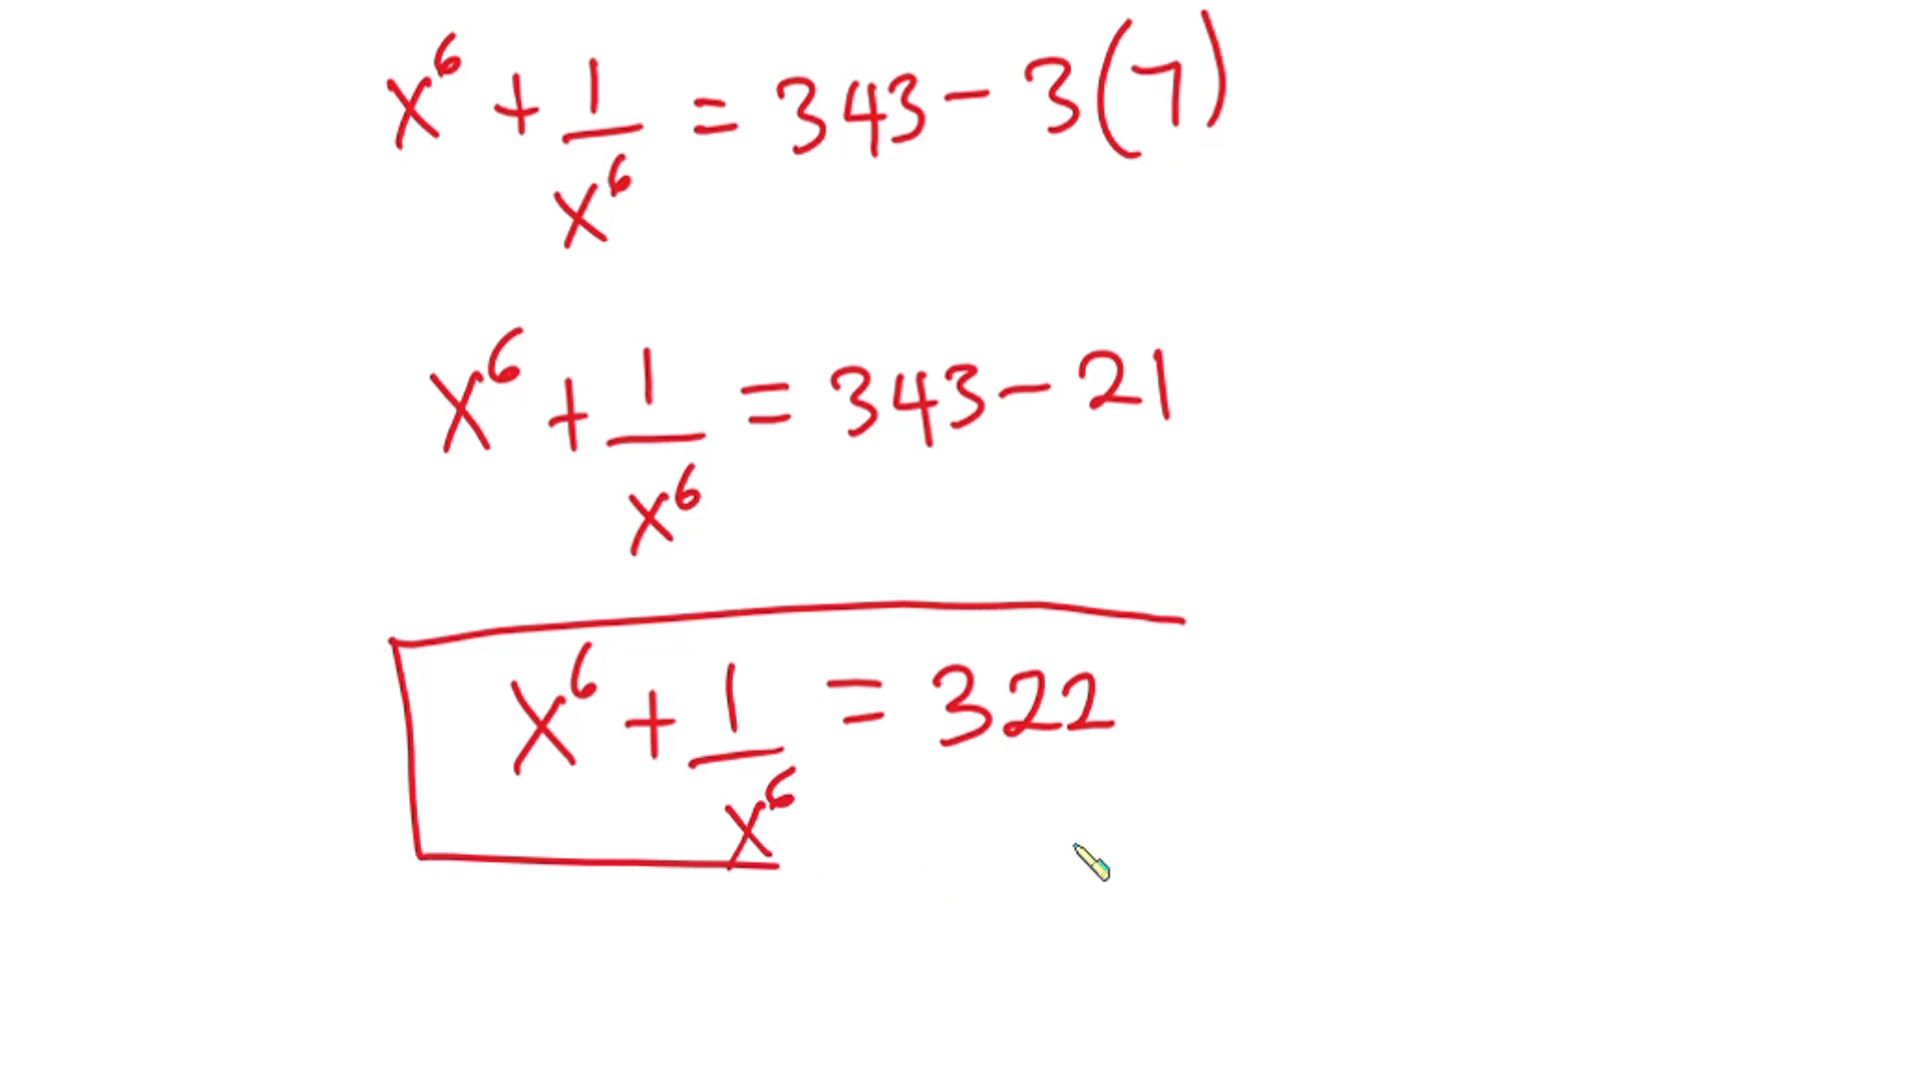 x⁶ + 1/x⁶ = 343 - 3(7)
x⁶ + 1/x⁶ = 343 - 21
x⁶ + 1/x⁶ = 322